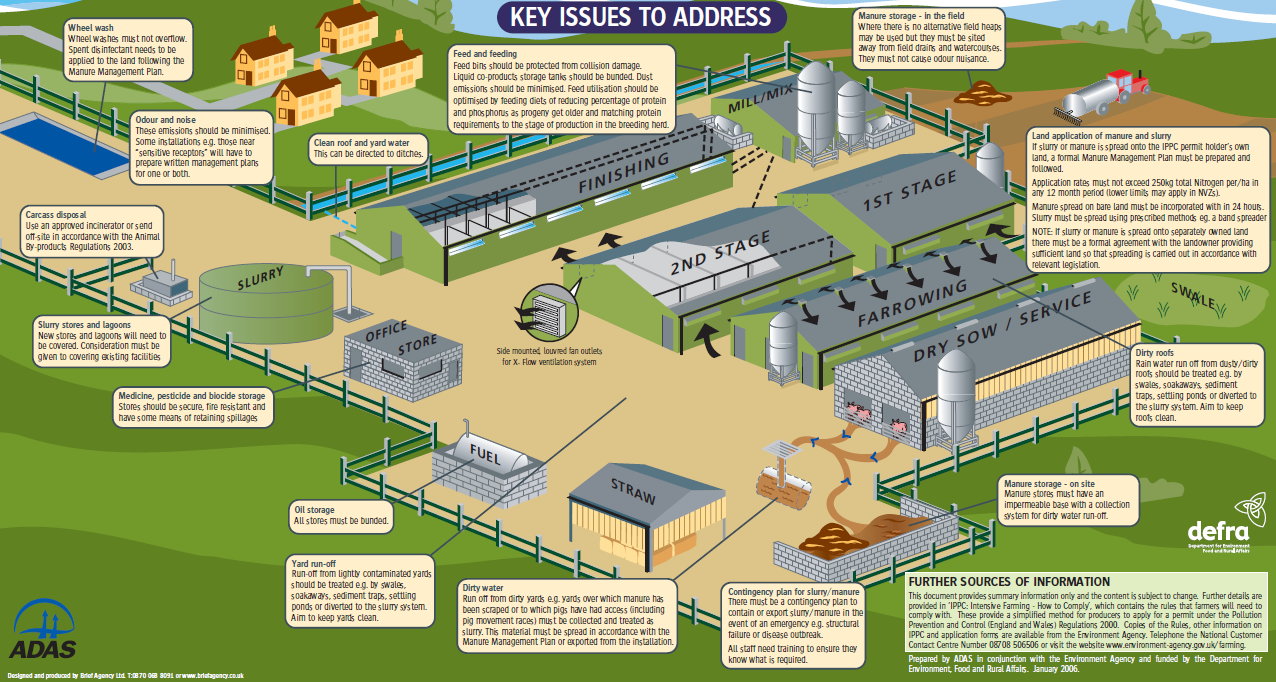 KEY ISSUES TO ADDRESS
Wheel wash
Wheel washes must not overflow.
Spent disinfectant needs to be
applied to the land following the
Manure Management Plan.
Odour and noise
These emissions should be minimised.
Some installations e.g. those near
"sensitive receptors" will have to
prepare written management plans
for one or both.
Clean roof and yard water
This can be directed to ditches.
Feed and feeding
Feed bins should be protected from collision damage.
Liquid co-products storage tanks should be bunded. Dust
emissions should be minimised. Feed utilisation should be
optimised by feeding diets of reducing percentage of protein
and phosphorus as progeny get older and matching protein
requirements to the stage of production in the breeding herd.
Manure storage - in the field
Where there is no alternative field heaps
may be used but they must be sited
away from field drains and watercourses.
They must not cause odour nuisance.
Land application of manure and slurry
If slurry or manure is spread onto the IPPC permit holder's own
land, a formal Manure Management Plan must be prepared and
followed.
Application rates must not exceed 250kg total Nitrogen per/ha in
any 12 month period (lower limits may apply in NVZs).
Manure spread on bare land must be incorporated with in 24 hours.
Slurry must be spread using prescribed methods eg. a band spreader
NOTE: If slurry or manure is spread onto separately owned land
there must be a formal agreement with the landowner providing
sufficient land so that spreading is carried out in accordance with
relevant legislation.
MILL/MIX
FINISHING
1ST STAGE
2ND STAGE
FARROWING
DRY SOW / SERVICE
SWALE
Carcass disposal
Use an approved incinerator or send
off-site in accordance with the Animal
By-products Regulations 2003.
SLURRY
Slurry stores and lagoons
New stores and lagoons will need to
be covered. Consideration must be
given to covering existing facilities.
OFFICE
STORE
Side mounted, louvred fan outlets
for X- Flow ventilation system
Dirty roofs
Rain water run off from dusty/dirty
roofs should be treated e.g. by
swales, soakaways, sediment
traps, settling ponds or diverted to
the slurry system. Aim to keep
roofs clean.
Medicine, pesticide and biocide storage
Stores should be secure, fire resistant and
have some means of retaining spillages
FUEL
STRAW
Oil storage
All stores must be bunded.
Manure storage - on site
Manure stores must have an
impermeable base with a collection
system for dirty water run-off.
Yard run-off
Run-off from lightly contaminated yards
should be treated e.g. by swales,
soakaways, sediment traps, settling
ponds or diverted to the slurry system.
Aim to keep yards clean.
Dirty water
Run off from dirty yards e.g. yards over which manure has
been scraped or to which pigs have had access (including
pig movement races) must be collected and treated as
slurry. This material must be spread in accordance with the
Manure Management Plan or exported from the installation.
Contingency plan for slurry/manure
There must be a contingency plan to
contain or export slurry/manure in the
event of an emergency e.g. structural
failure or disease outbreak.
All staff need training to ensure they
know what is required.
defra
Department for Environment
Food and Rural Affairs
FURTHER SOURCES OF INFORMATION
This document provides summary information only and the content is subject to change. Further details are
provided in 'IPPC: Intensive Farming - How to Comply', which contains the rules that farmers will need to
comply with. These provide a simplified method for producers to apply for a permit under the Pollution
Prevention and Control (England and Wales) Regulations 2000. Copies of the Rules, other information on
IPPC and application forms are available from the Environment Agency. Telephone the National Customer
Contact Centre Number 08708 506506 or visit the website www.environment-agency.gov.uk/farming.
Prepared by ADAS in conjunction with the Environment Agency and funded by the Department for
Environment, Food and Rural Affairs. January 2006.
ADAS
Designed and produced by Brief Agency Ltd. T:0870 068 8091 or www.briefagency.co.uk